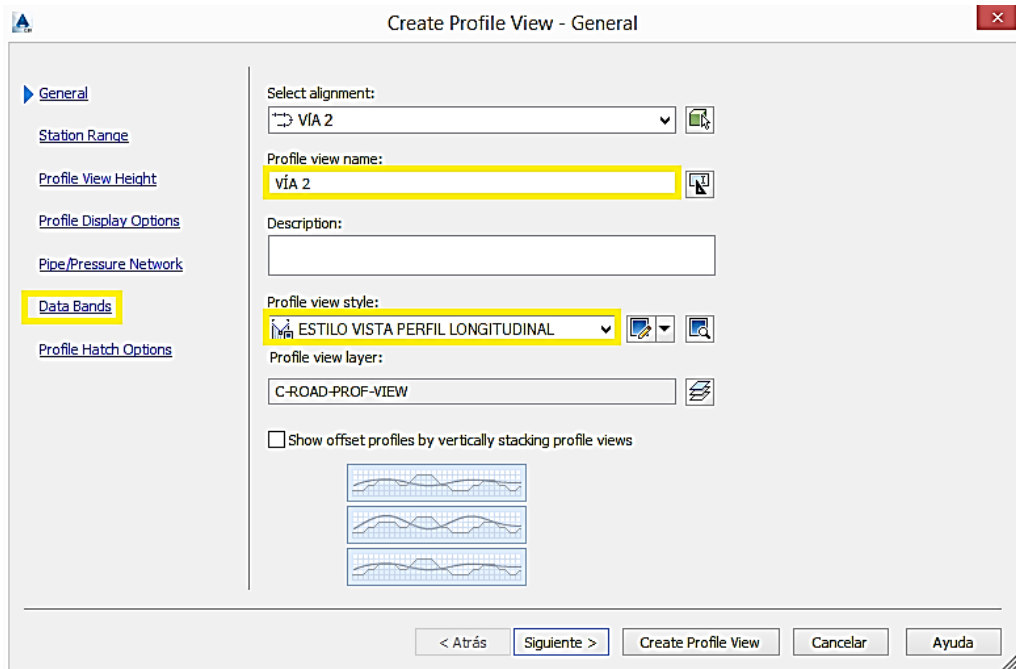 Create Profile View - General
General
Station Range
Profile View Height
Profile Display Options
Pipe/Pressure Network
Data Bands
Profile Hatch Options
Select alignment:
VÍA 2
Profile view name:
VÍA 2
Description:
Profile view style:
ESTILO VISTA PERFIL LONGITUDINAL
Profile view layer:
C-ROAD-PROF-VIEW
Show offset profiles by vertically stacking profile views
< Atrás Siguiente > Create Profile View Cancelar Ayuda